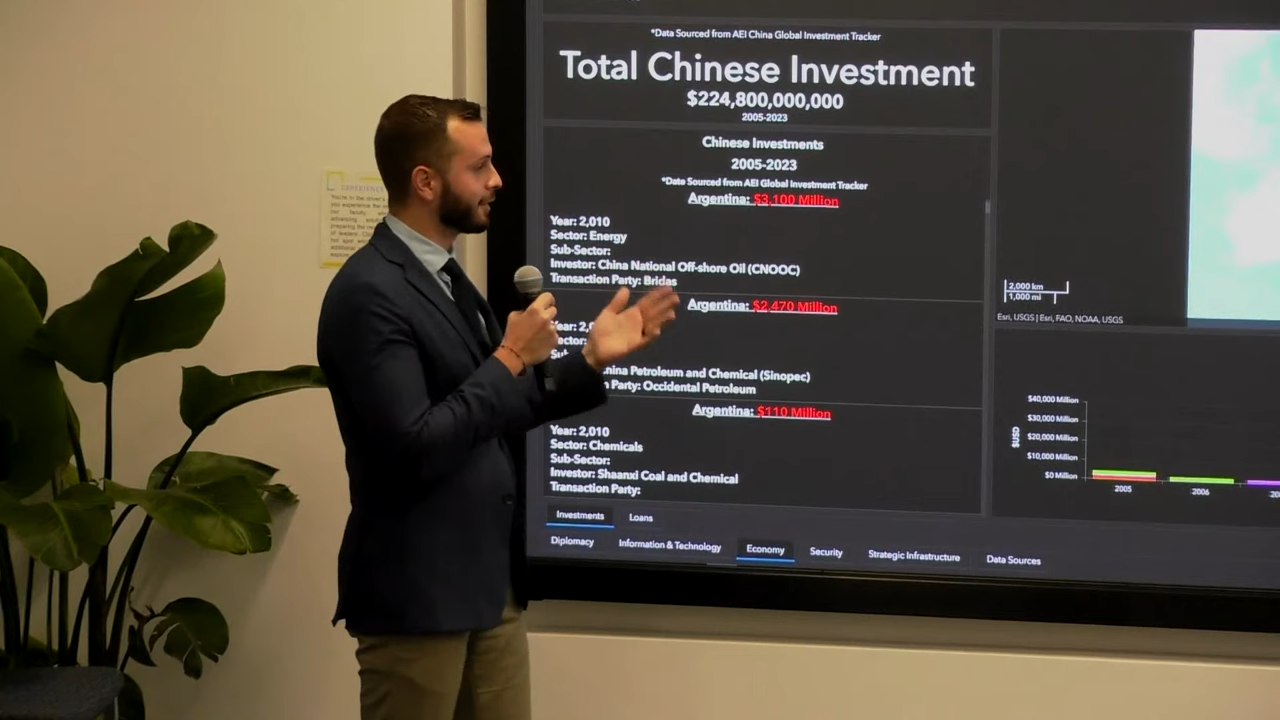 *Data Sourced from AEI China Global Investment Tracker
Total Chinese Investment
$224,800,000,000
2005-2023
Chinese Investments
2005-2023
*Date Sourced from AEI Global Investment Tracker
Argentina: $3,100 Million
Year: 2,010
Sector: Energy
Sub-Sector:
Investor: China National Off-shore Oil (CNOOC)
Transaction Party: Bridas
Argentina: $2,470 Million
Year:
Petroleum and Chemical (Sinopec)
Party: Occidental Petroleum
Argentina: $110 Million
Year: 2,010
Sector: Chemicals
Sub-Sector:
Investor: Shaanxi Coal and Chemical
Transaction Party:
Investments Loans
Diplomacy Information & Technology Economy Security Strategic Infrastructure Data Sources
2,000 km
1,000 mi
Esri, USGS | Esri, FAO, NOAA, USGS
$40,000 Million
$30,000 Million
$20,000 Million
$10,000 Million
$0 Million
$USD
2005 2006